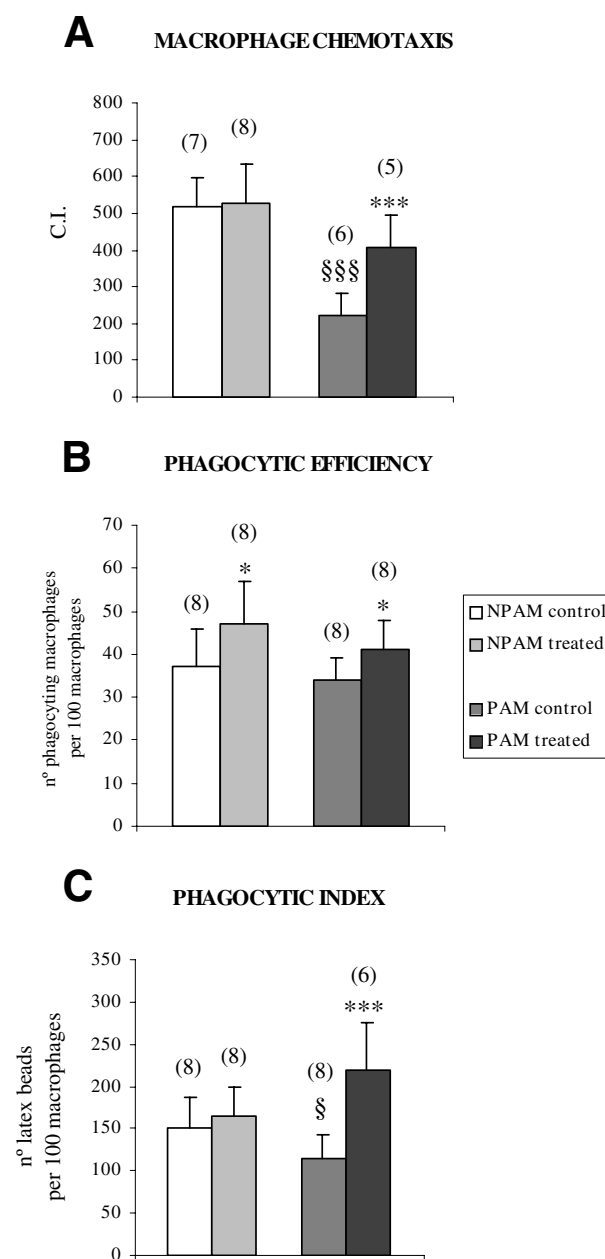 A
MACROPHAGE CHEMOTAXIS
800
700
600
500
400
300
200
100
0
C.I.
(7)
(8)
(6)
§§§
(5)
***
B
PHAGOCYTIC EFFICIENCY
70
60
50
40
30
20
10
0
nº phagocyting macrophages
per 100 macrophages
(8)
(8)
*
(8)
(8)
*
NPAM control
NPAM treated
PAM control
PAM treated
C
PHAGOCYTIC INDEX
350
300
250
200
150
100
50
0
nº latex beads
per 100 macrophages
(8)
(8)
(8)
§
(6)
***